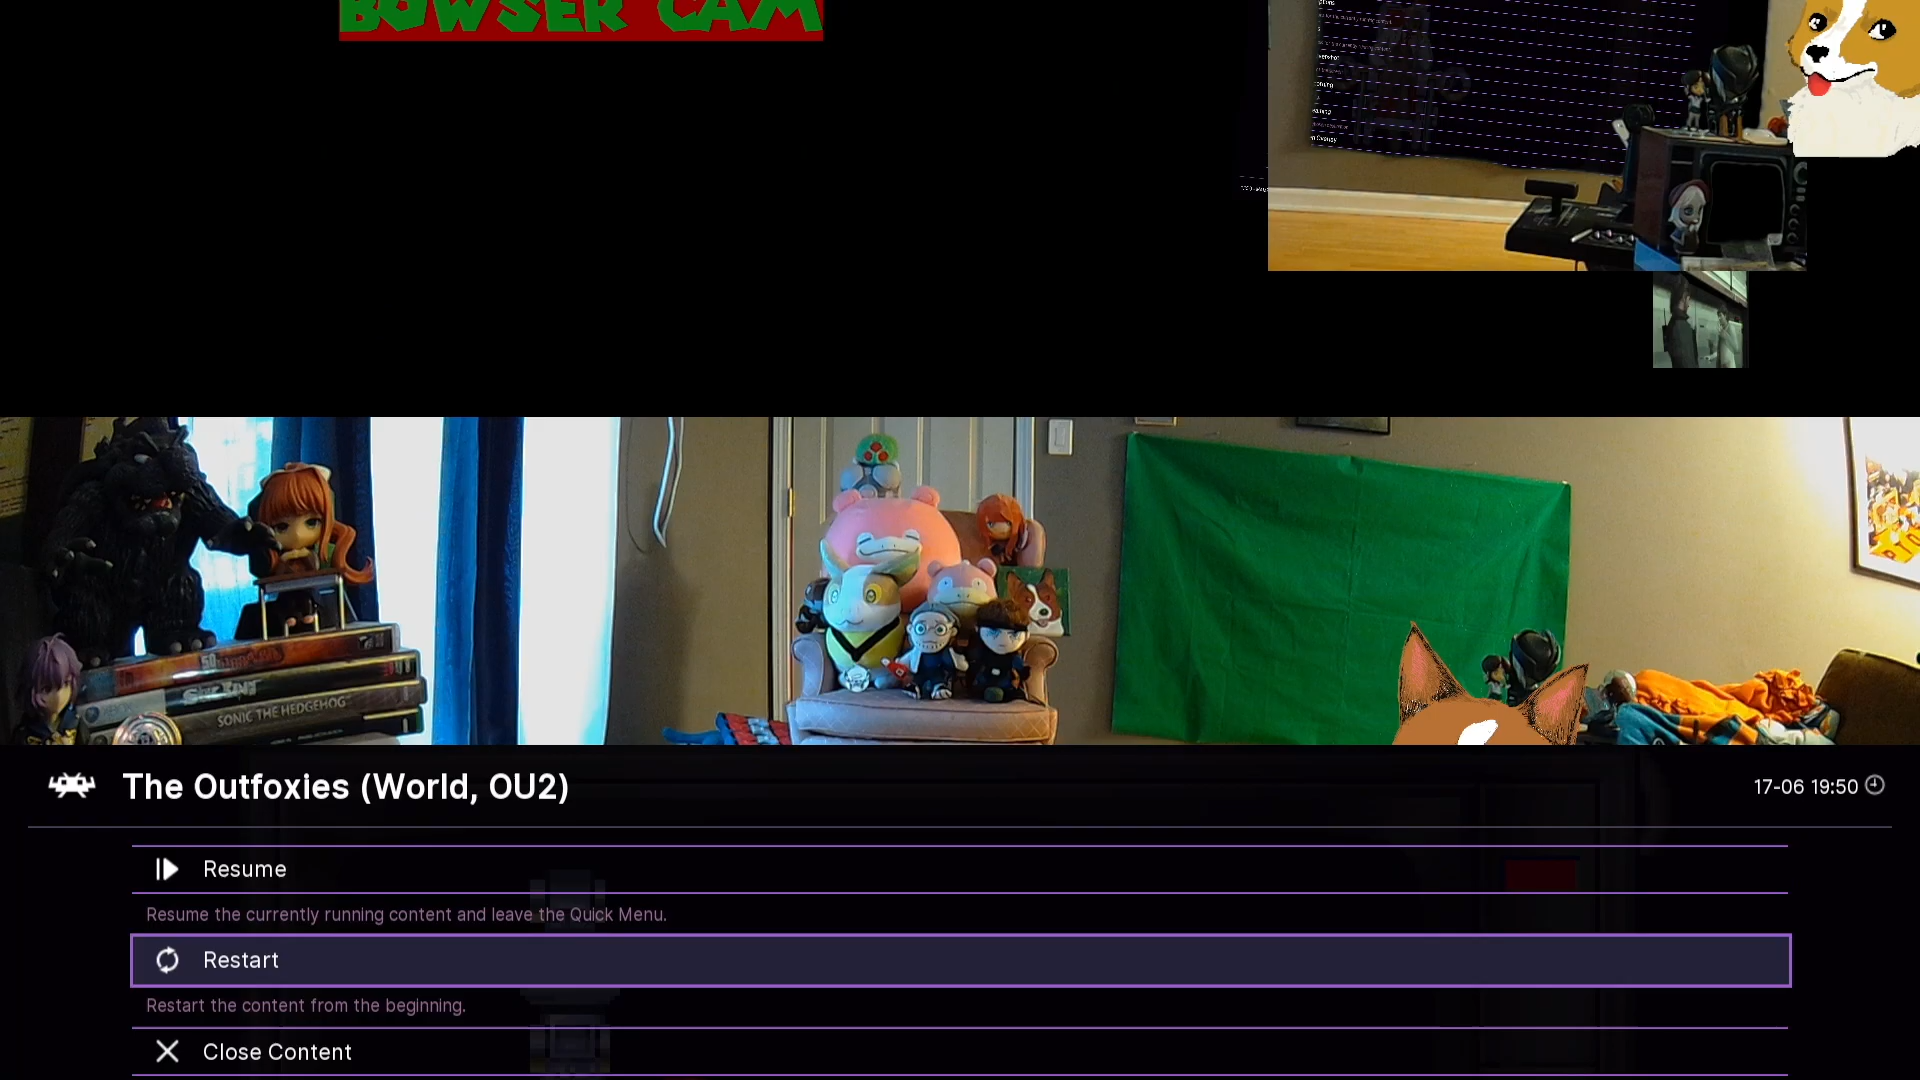 BOWSER CAM
SONIC THE HEDGEHOG
The Outfoxies (World, OU2)
17-06 19:50
Resume
Resume the currently running content and leave the Quick Menu.
Restart
Restart the content from the beginning.
Close Content